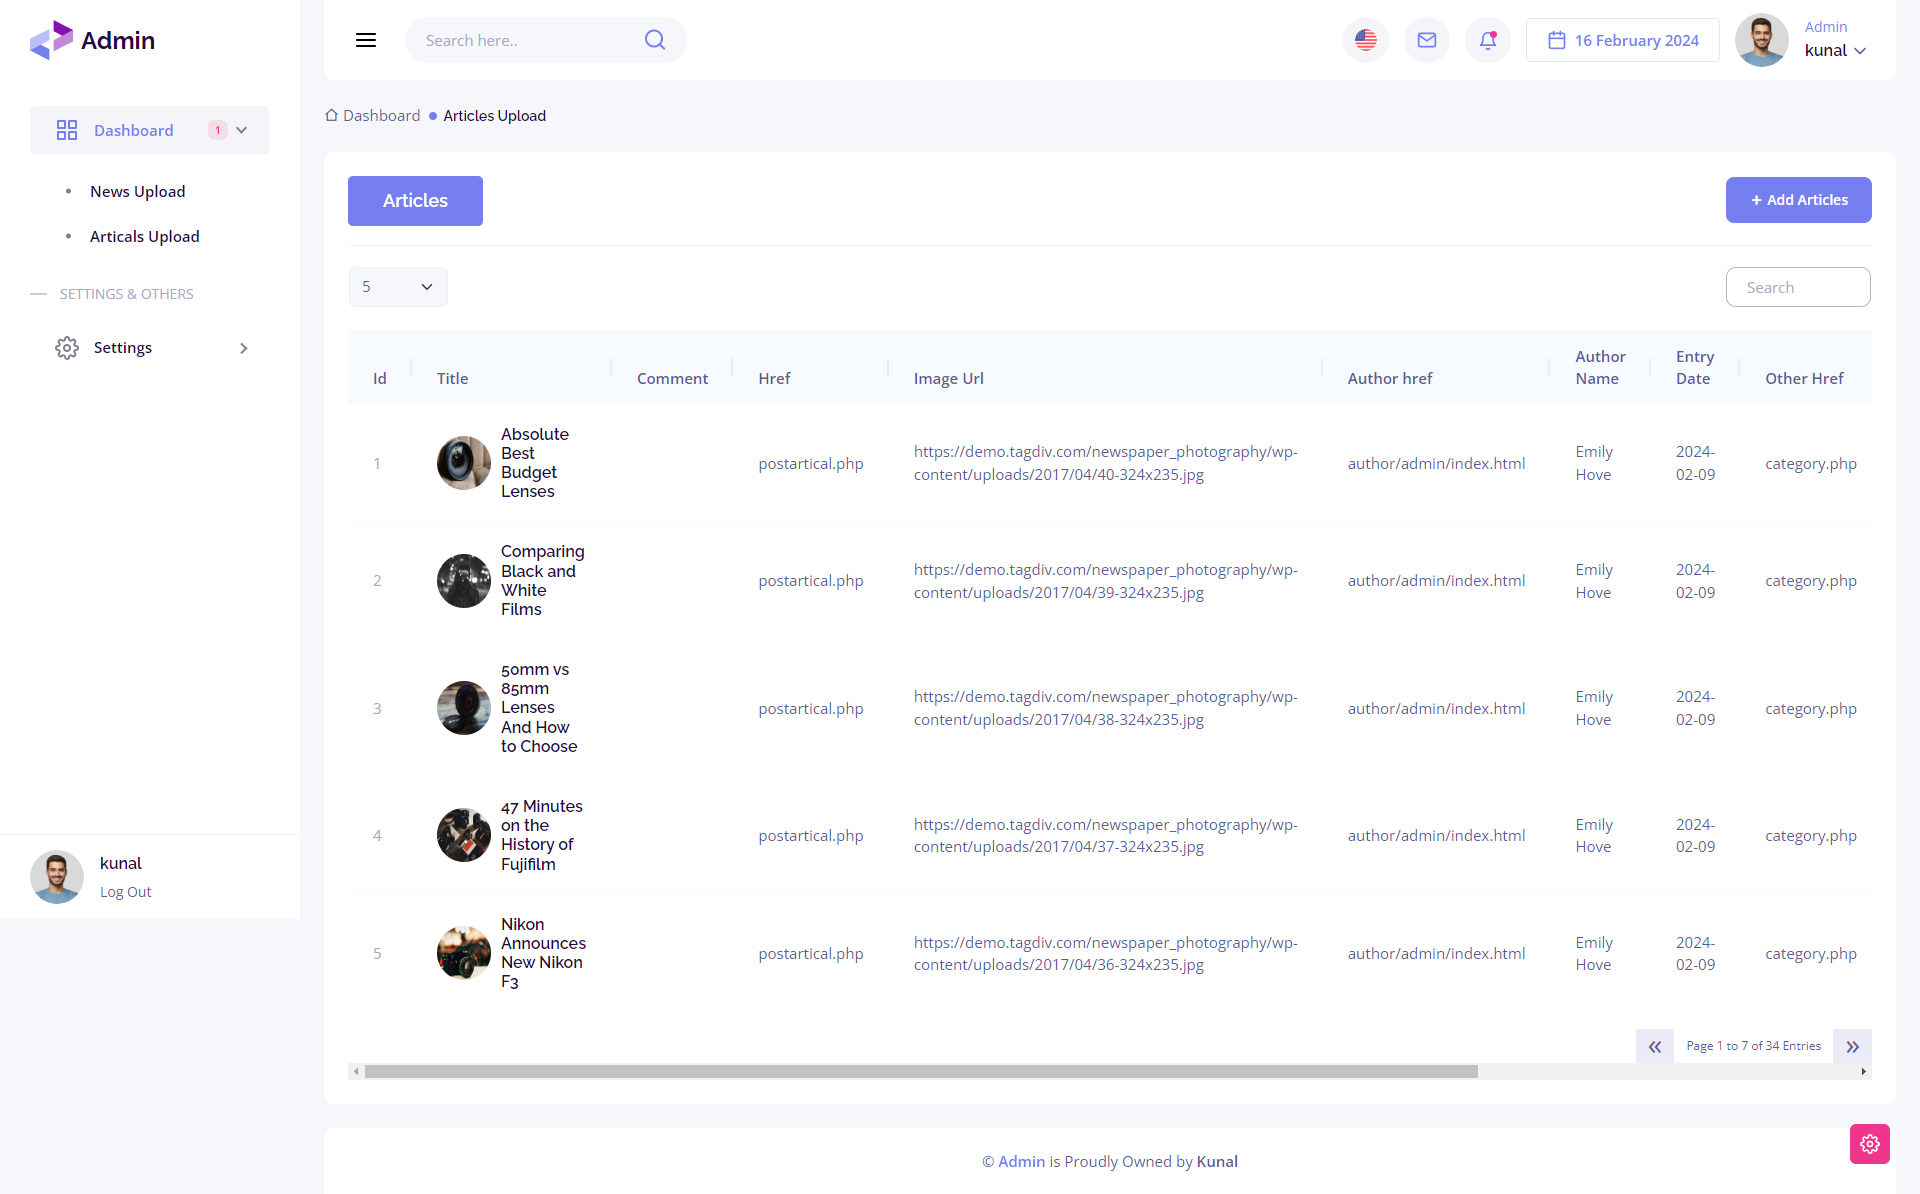 Admin
Search here..
16 February 2024
Admin
kunal
Dashboard
1
News Upload
Articals Upload
SETTINGS & OTHERS
Settings
kunal
Log Out
Dashboard
Articles Upload
Articles
+ Add Articles
5
Search
Id
Title
Comment
Href
Image Url
Author href
Author
Name
Entry
Date
Other Href
1
Absolute
Best
Budget
Lenses
postartical.php
https://demo.tagdiv.com/newspaper_photography/wp-
content/uploads/2017/04/40-324x235.jpg
author/admin/index.html
Emily
Hove
2024-
02-09
category.php
2
Comparing
Black and
White
Films
postartical.php
https://demo.tagdiv.com/newspaper_photography/wp-
content/uploads/2017/04/39-324x235.jpg
author/admin/index.html
Emily
Hove
2024-
02-09
category.php
3
50mm vs
85mm
Lenses
And How
to Choose
postartical.php
https://demo.tagdiv.com/newspaper_photography/wp-
content/uploads/2017/04/38-324x235.jpg
author/admin/index.html
Emily
Hove
2024-
02-09
category.php
4
47 Minutes
on the
History of
Fujifilm
postartical.php
https://demo.tagdiv.com/newspaper_photography/wp-
content/uploads/2017/04/37-324x235.jpg
author/admin/index.html
Emily
Hove
2024-
02-09
category.php
5
Nikon
Announces
New Nikon
F3
postartical.php
https://demo.tagdiv.com/newspaper_photography/wp-
content/uploads/2017/04/36-324x235.jpg
author/admin/index.html
Emily
Hove
2024-
02-09
category.php
Page 1 to 7 of 34 Entries
© Admin is Proudly Owned by Kunal